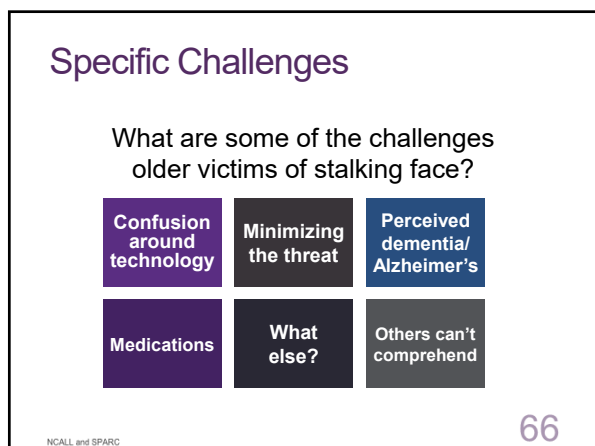 Specific Challenges
What are some of the challenges
older victims of stalking face?
Confusion
around
technology
Minimizing
the threat
Perceived
dementia/
Alzheimer’s
Medications
What
else?
Others can’t
comprehend
NCALL and SPARC
66